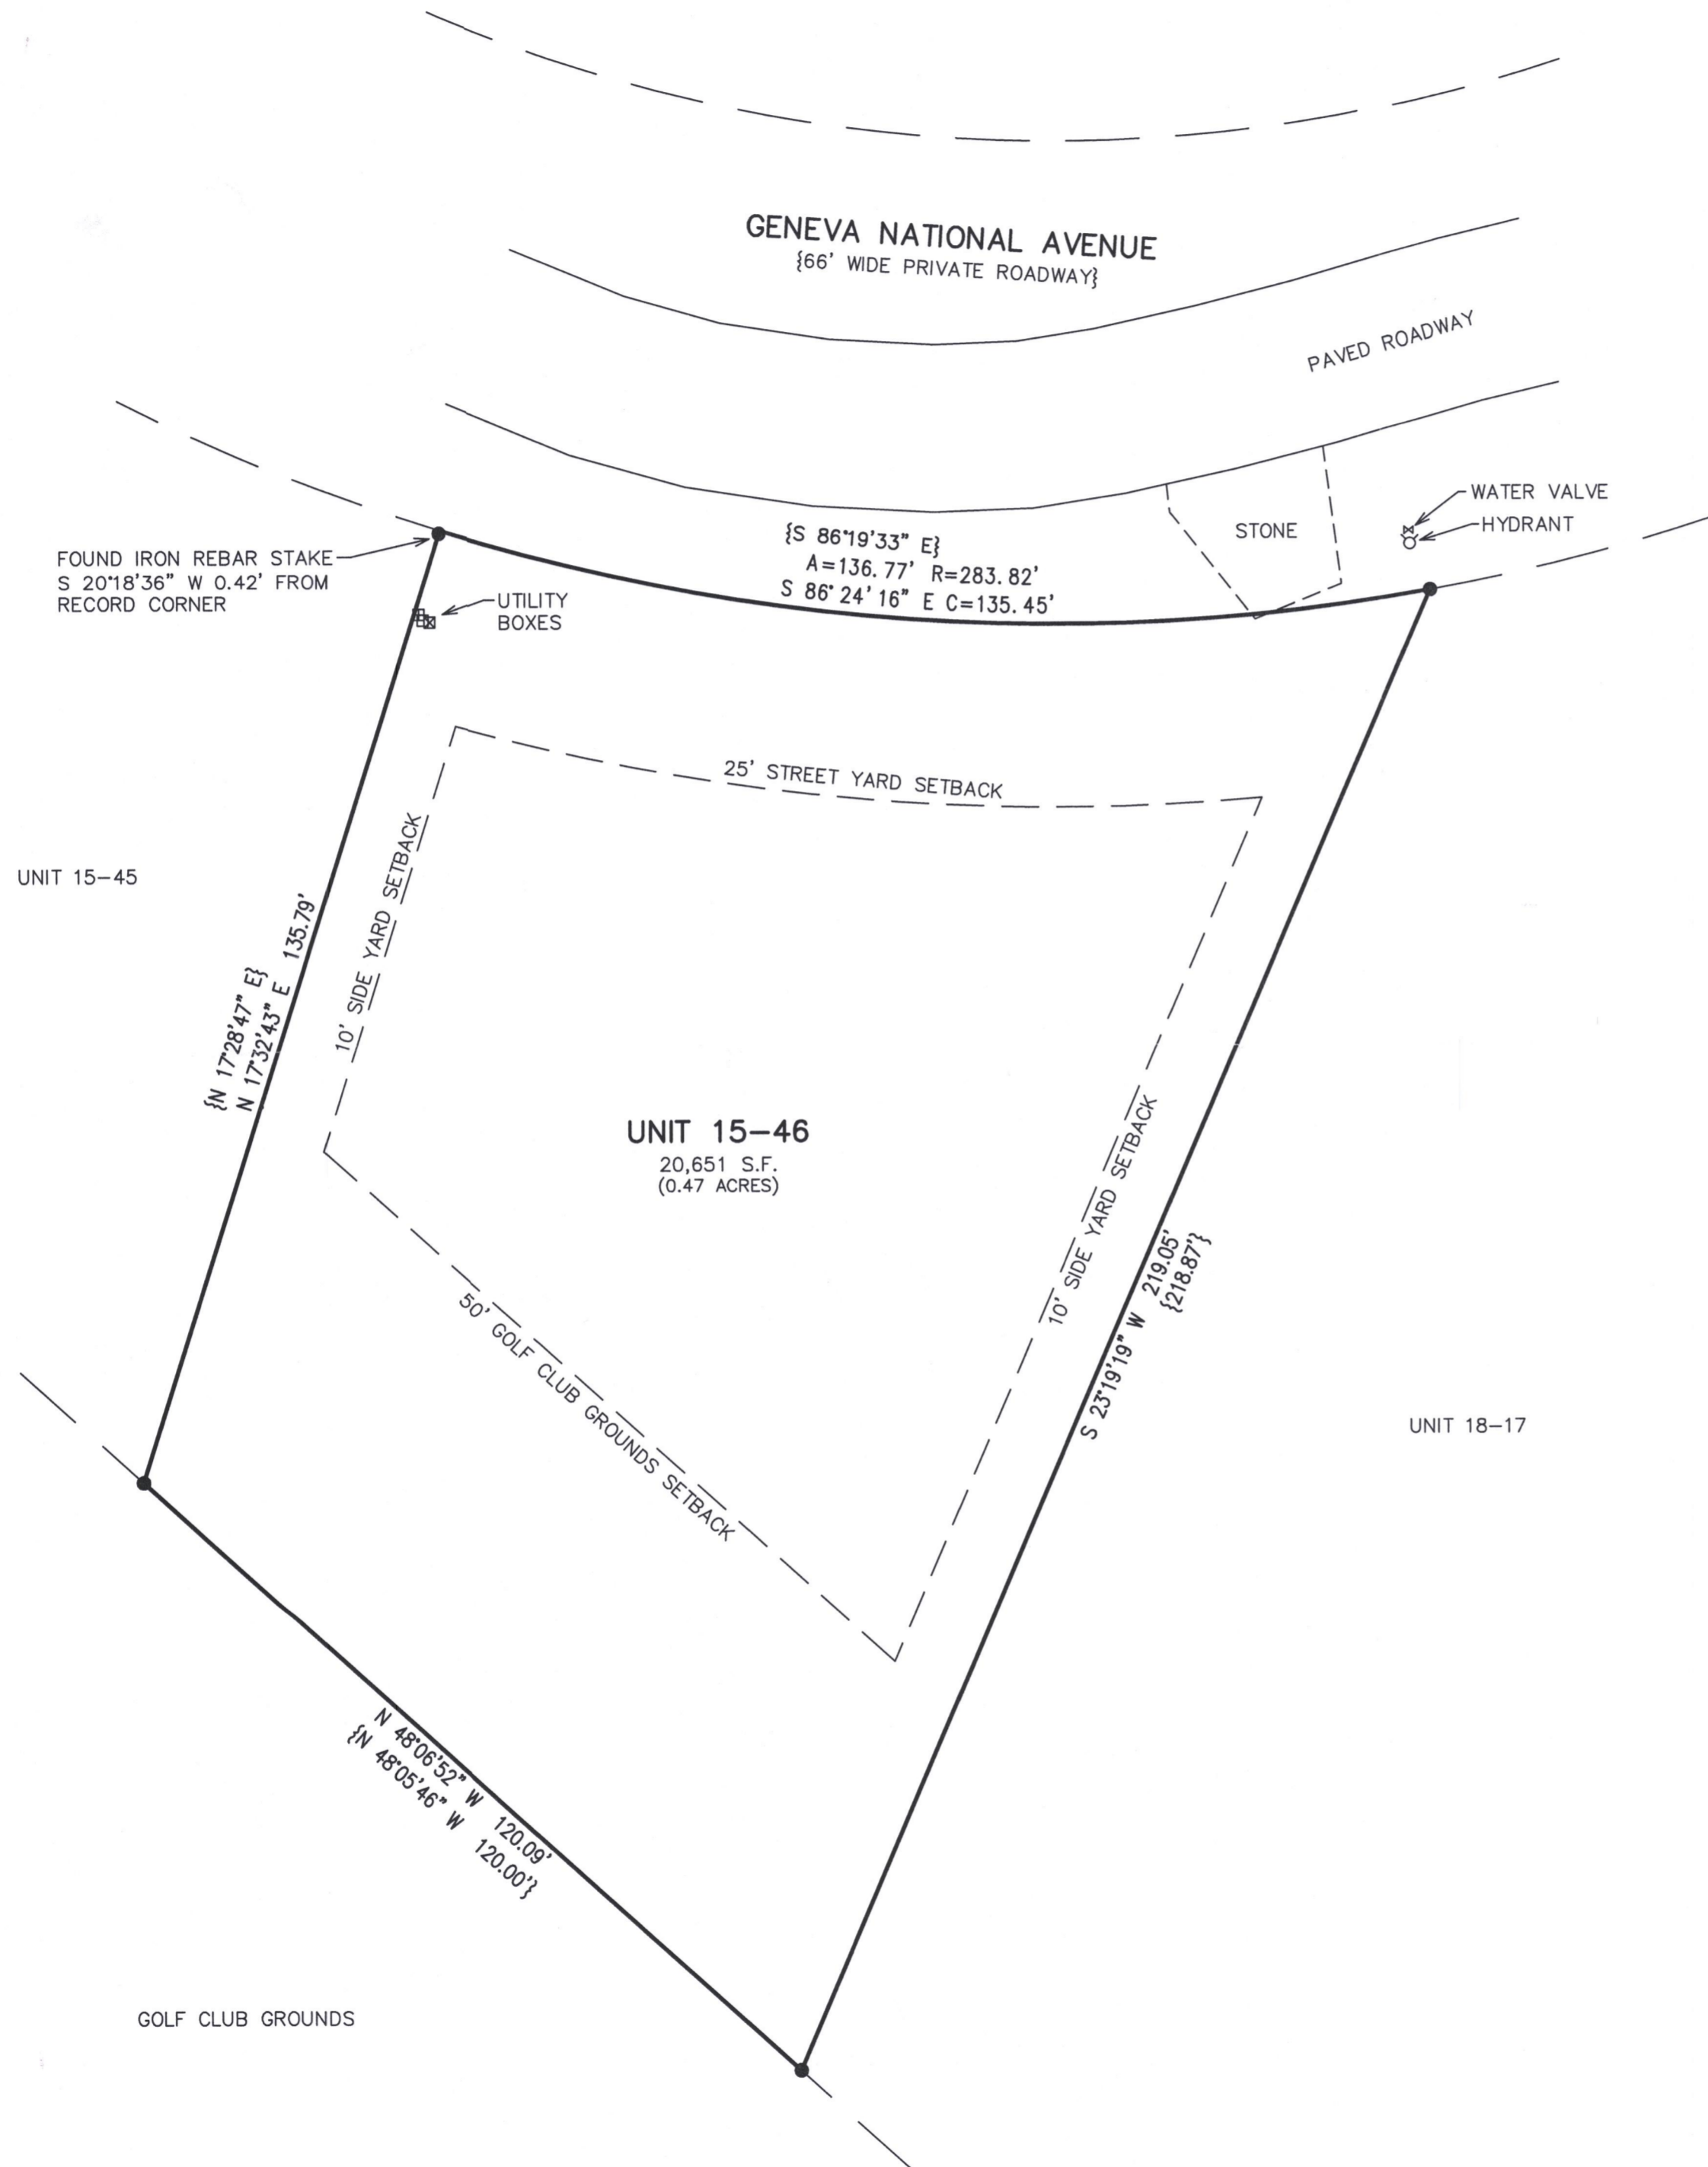 GENEVA NATIONAL AVENUE
{66' WIDE PRIVATE ROADWAY}
PAVED ROADWAY
WATER VALVE
HYDRANT
STONE
{S 86°19'33" E}
A=136.77' R=283.82'
S 86°24'16" E C=135.45'
FOUND IRON REBAR STAKE
S 20°18'36" W 0.42' FROM
RECORD CORNER
UTILITY
BOXES
25' STREET YARD SETBACK
10' SIDE YARD SETBACK
UNIT 15-45
{N 17°28'47" E}
N 17°32'43" E 135.79'
UNIT 15-46
20,651 S.F.
(0.47 ACRES)
10' SIDE YARD SETBACK
S 23°19'19" W 219.05'
{218.87'}
50' GOLF CLUB GROUNDS SETBACK
UNIT 18-17
N 48°06'52" W 120.09'
{N 48°05'46" W 120.00'}
GOLF CLUB GROUNDS